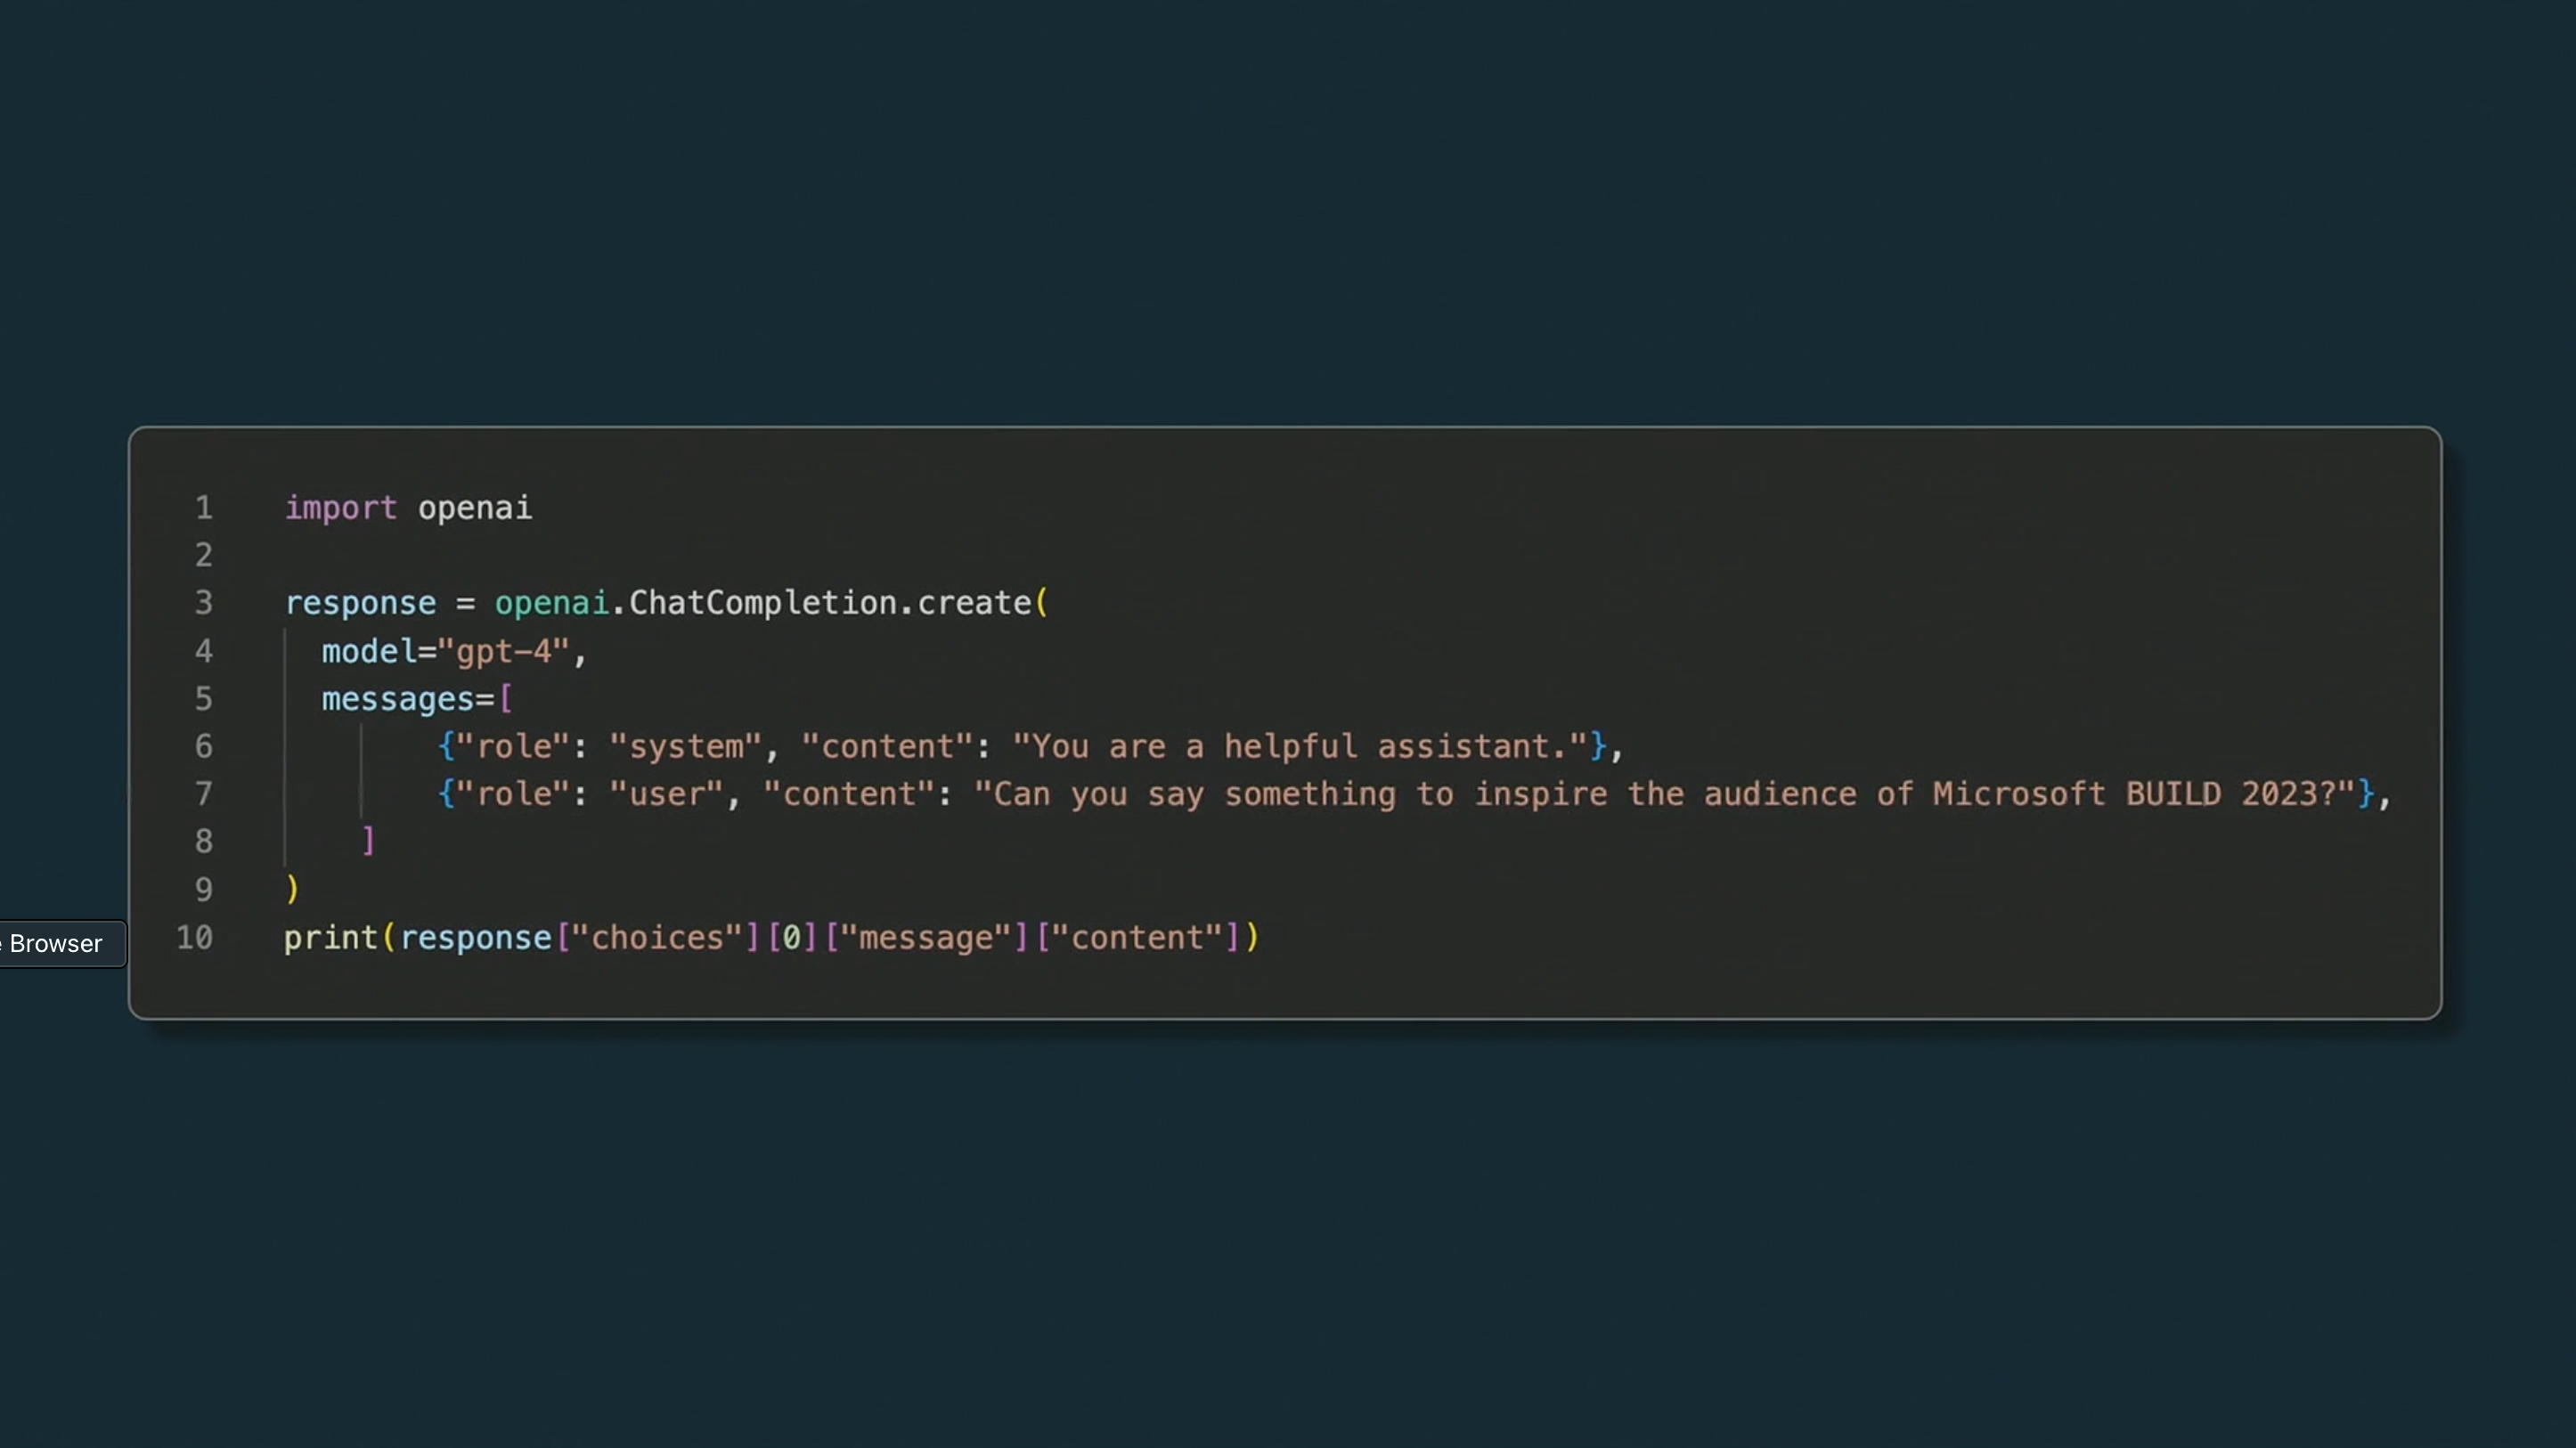 1 import openai
2
3 response = openai.ChatCompletion.create(
4 model="gpt-4",
5 messages=[
6 {"role": "system", "content": "You are a helpful assistant."},
7 {"role": "user", "content": "Can you say something to inspire the audience of Microsoft BUILD 2023?"},
8 ]
9 )
Browser
10 print(response["choices"][0]["message"]["content"])